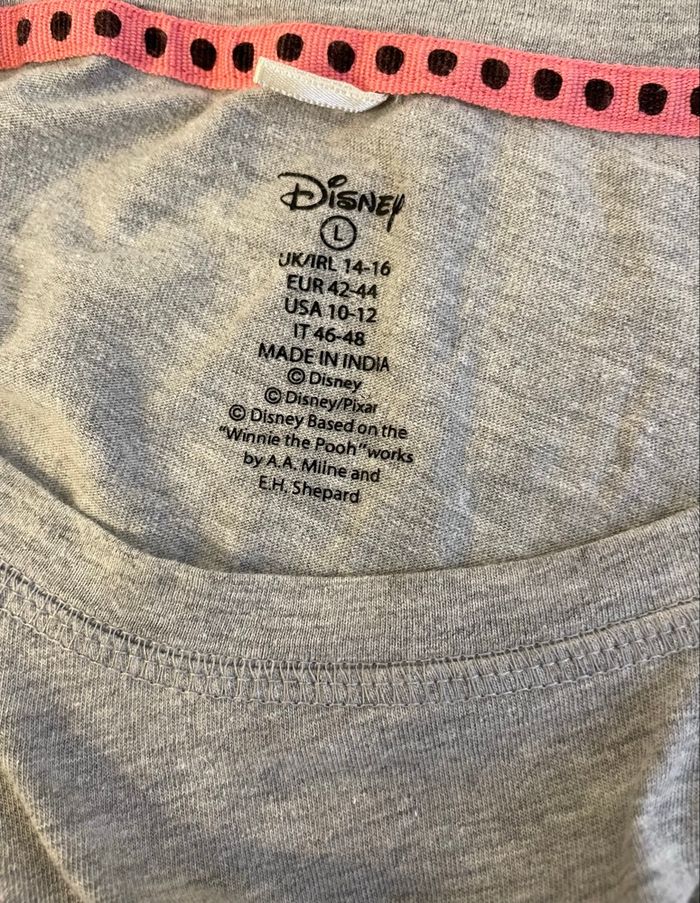 Disney
L
UK/IRL 14-16
EUR 42-44
USA 10-12
IT 46-48
MADE IN INDIA
© Disney
© Disney/Pixar
© Disney Based on the
"Winnie the Pooh" works
by A.A. Milne and
E.H. Shepard